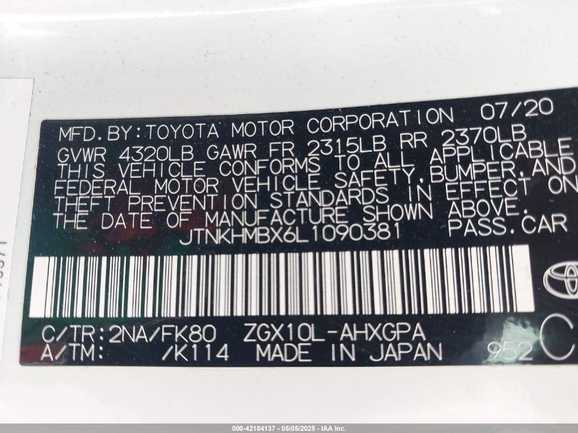 MFD. BY: TOYOTA MOTOR CORPORATION 07/20
GVWR 4320LB GAWR FR 2315LB RR 2370LB
THIS VEHICLE CONFORMS TO ALL APPLICABLE
FEDERAL MOTOR VEHICLE SAFETY, BUMPER, AND
THEFT PREVENTION STANDARDS IN EFFECT ON
THE DATE OF MANUFACTURE SHOWN ABOVE.
JTNKHMBX6L1090381 PASS.CAR
C/TR: 2NA/FK80 ZGX10L-AHXGPA C
A/TM: /K114 MADE IN JAPAN 952
000-42104137 - 05/05/2025 - IAA Inc.